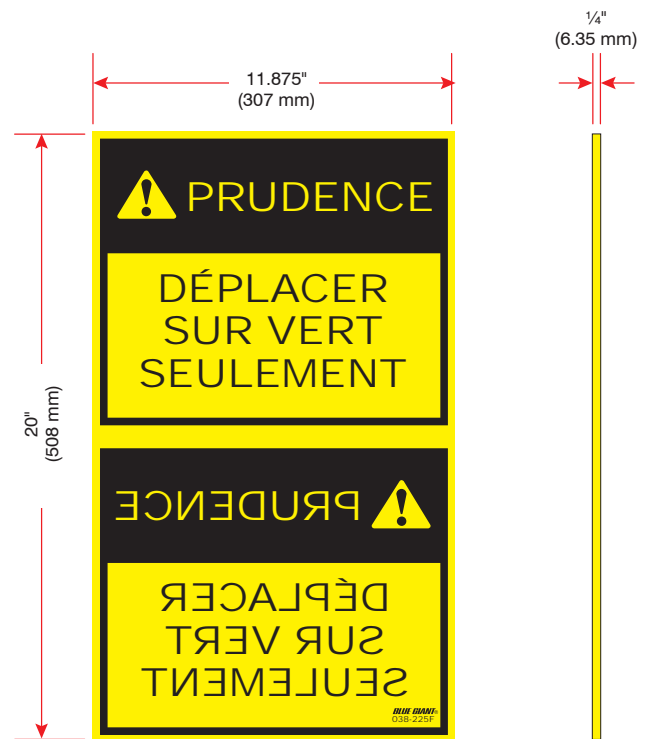 ¼"
(6.35 mm)
11.875"
(307 mm)
20"
(508 mm)
PRUDENCE
DÉPLACER
SUR VERT
SEULEMENT
PRUDENCE
DÉPLACER
SUR VERT
SEULEMENT
BLUE GIANT®
038-225F